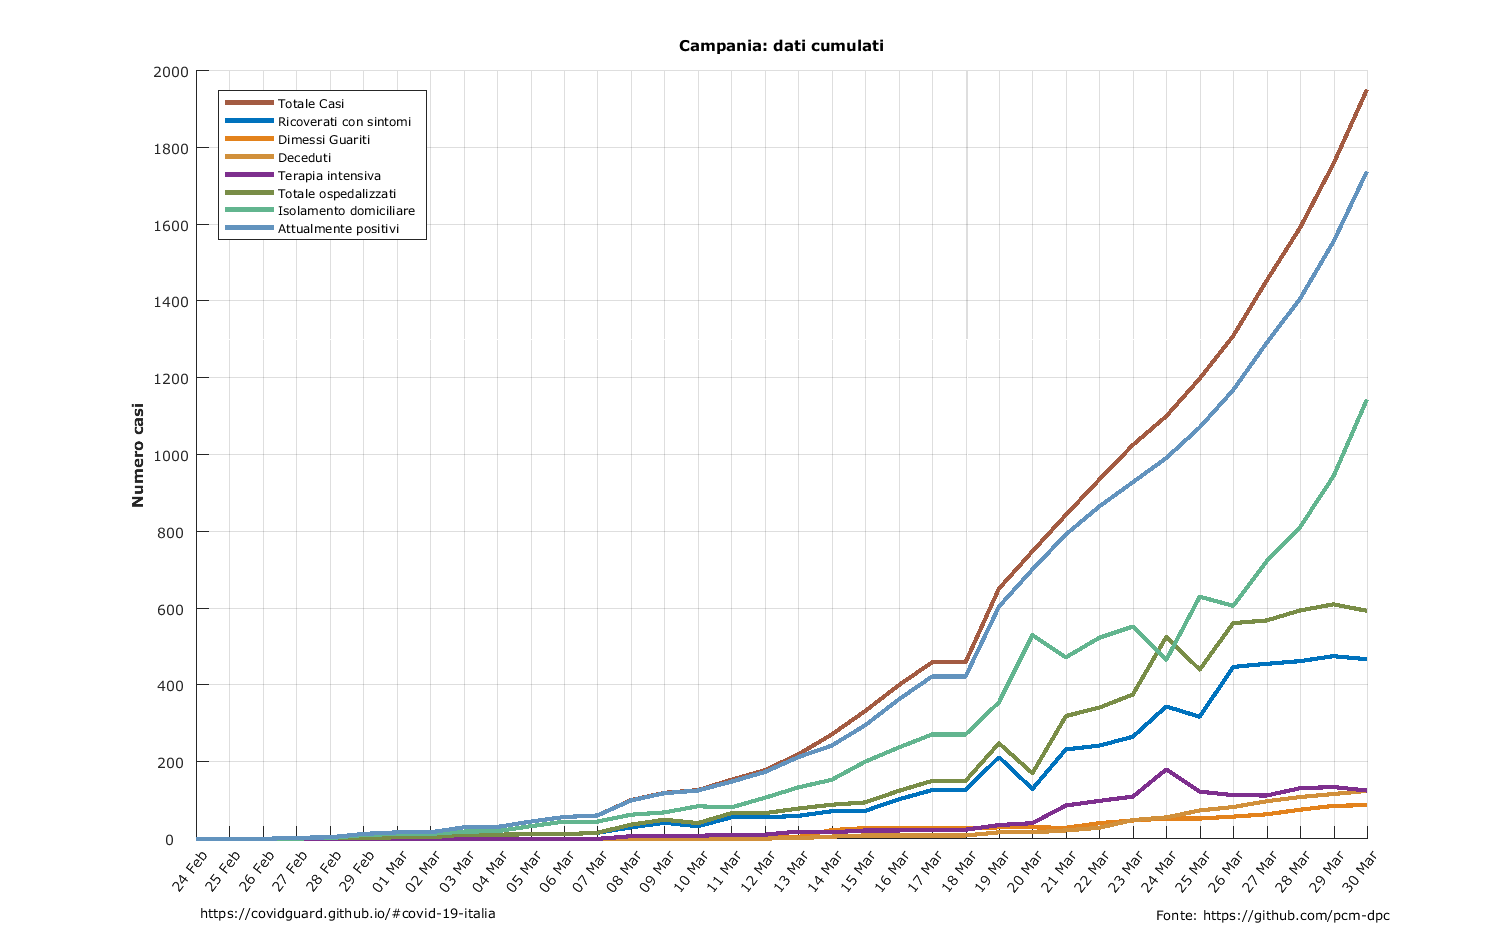 Campania: dati cumulati
2000
1800
1600
1400
1200
1000
800
600
400
200
0
Numero casi
Totale Casi
Ricoverati con sintomi
Dimessi Guariti
Deceduti
Terapia intensiva
Totale ospedalizzati
Isolamento domiciliare
Attualmente positivi
24 Feb
25 Feb
26 Feb
27 Feb
28 Feb
29 Feb
01 Mar
02 Mar
03 Mar
04 Mar
05 Mar
06 Mar
07 Mar
08 Mar
09 Mar
10 Mar
11 Mar
12 Mar
13 Mar
14 Mar
15 Mar
16 Mar
17 Mar
18 Mar
19 Mar
20 Mar
21 Mar
22 Mar
23 Mar
24 Mar
25 Mar
26 Mar
27 Mar
28 Mar
29 Mar
30 Mar
https://covidguard.github.io/#covid-19-italia
Fonte: https://github.com/pcm-dpc